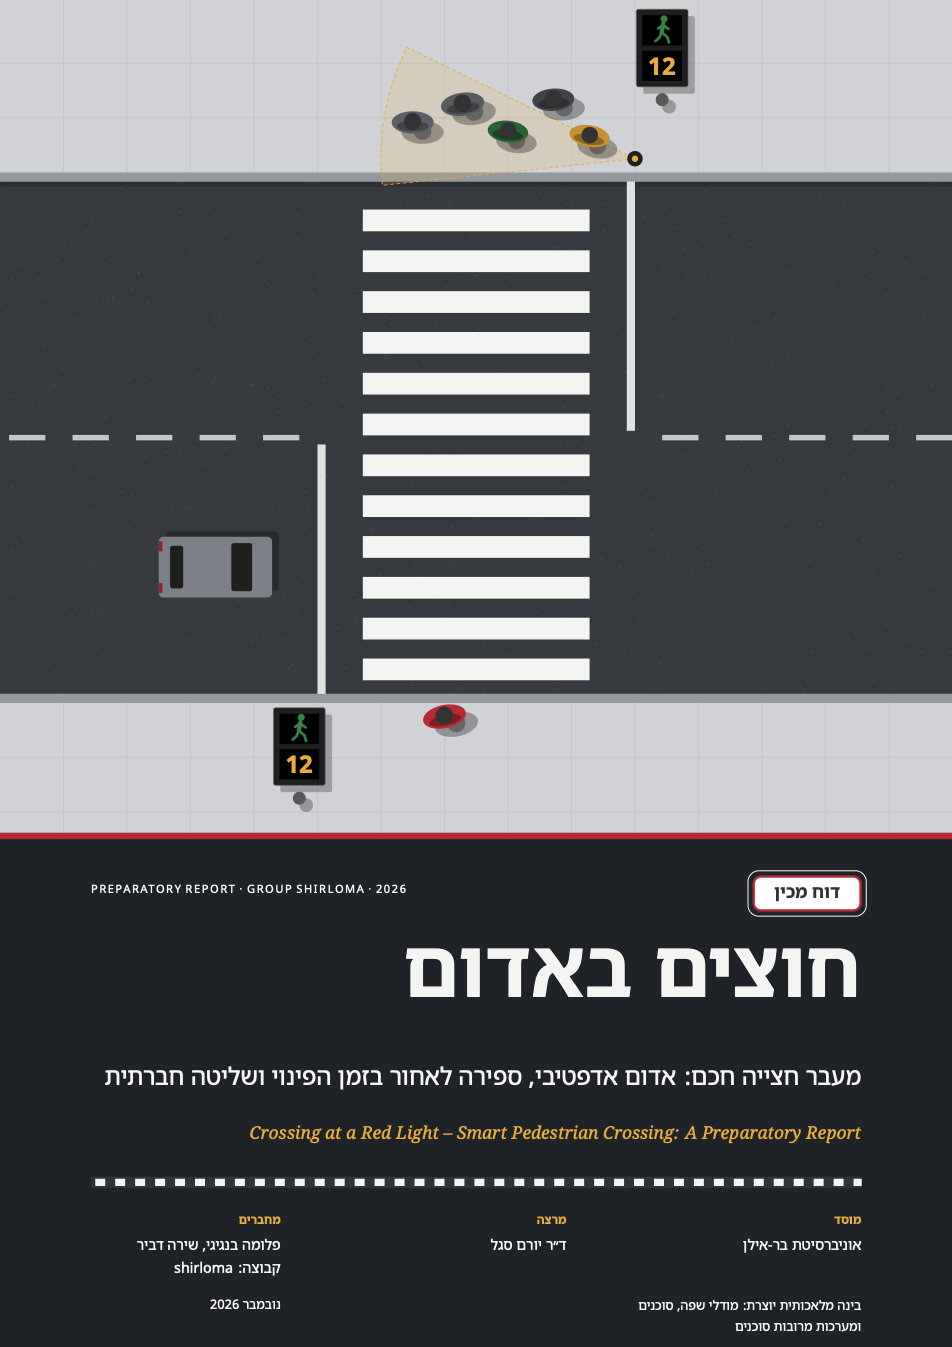 12
12
PREPARATORY REPORT · GROUP SHIRLOMA · 2026
דוח מכין
חוצים באדום
מעבר חצייה חכם: אדום אדפטיבי, ספירה לאחור בזמן הפינוי ושליטה חברתית
Crossing at a Red Light – Smart Pedestrian Crossing: A Preparatory Report
מוסד
אוניברסיטת בר-אילן
מרצה
ד״ר יורם סגל
מחברים
פלומה בנגיגי, שירה דביר
קבוצה: shirloma
בינה מלאכותית יוצרת: מודלי שפה, סוכנים
ומערכות מרובות סוכנים
נובמבר 2026